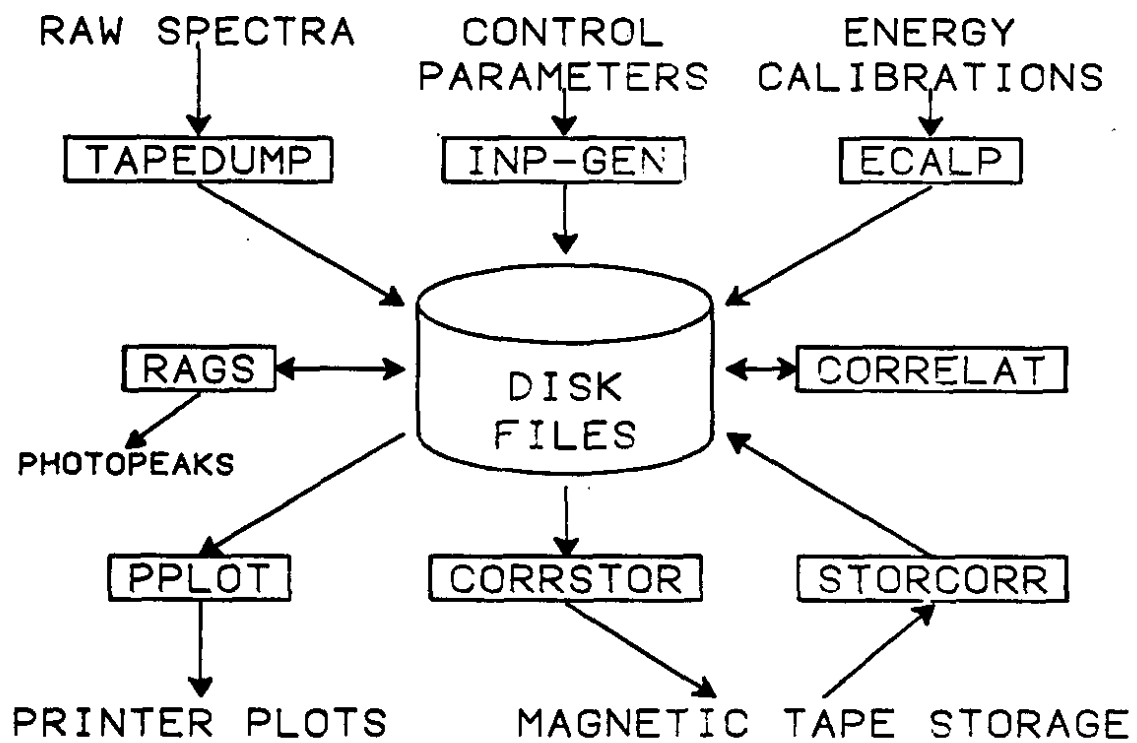 RAW SPECTRA
CONTROL
PARAMETERS
ENERGY
CALIBRATIONS
TAPEDUMP
INP-GEN
ECALP
RAGS
DISK
FILES
CORRELAT
PHOTOPEAKS
PPLOT
CORRSTOR
STORCORR
PRINTER PLOTS
MAGNETIC TAPE STORAGE